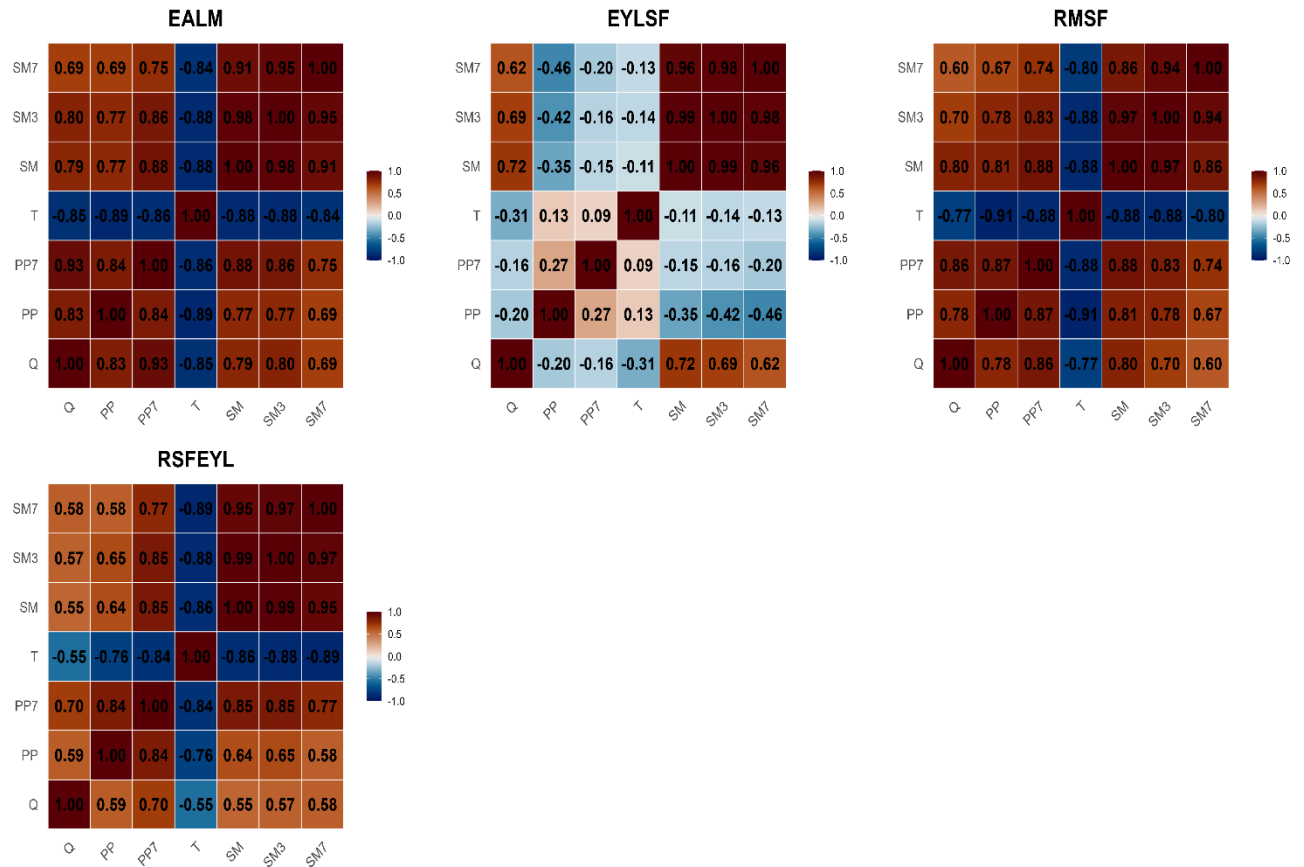 EALM
SM7 0.69 0.69 0.75 -0.84 0.91 0.95 1.00
SM3 0.80 0.77 0.86 -0.88 0.98 1.00 0.95
SM 0.79 0.77 0.88 -0.88 1.00 0.98 0.91
T -0.85 -0.89 -0.86 1.00 -0.88 -0.88 -0.84
PP7 0.93 0.84 1.00 -0.86 0.88 0.86 0.75
PP 0.83 1.00 0.84 -0.89 0.77 0.77 0.69
Q 1.00 0.83 0.93 -0.85 0.79 0.80 0.69
Q PP PP7 T SM SM3 SM7
1.0
0.5
0.0
-0.5
-1.0
EYLSF
SM7 0.62 -0.46 -0.20 -0.13 0.96 0.98 1.00
SM3 0.69 -0.42 -0.16 -0.14 0.99 1.00 0.98
SM 0.72 -0.35 -0.15 -0.11 1.00 0.99 0.96
T -0.31 0.13 0.09 1.00 -0.11 -0.14 -0.13
PP7 -0.16 0.27 1.00 0.09 -0.15 -0.16 -0.20
PP -0.20 1.00 0.27 0.13 -0.35 -0.42 -0.46
Q 1.00 -0.20 -0.16 -0.31 0.72 0.69 0.62
Q PP PP7 T SM SM3 SM7
1.0
0.5
0.0
-0.5
-1.0
RMSF
SM7 0.60 0.67 0.74 -0.80 0.86 0.94 1.00
SM3 0.70 0.78 0.83 -0.88 0.97 1.00 0.94
SM 0.80 0.81 0.88 -0.88 1.00 0.97 0.86
T -0.77 -0.91 -0.88 1.00 -0.88 -0.88 -0.80
PP7 0.86 0.87 1.00 -0.88 0.88 0.83 0.74
PP 0.78 1.00 0.87 -0.91 0.81 0.78 0.67
Q 1.00 0.78 0.86 -0.77 0.80 0.70 0.60
Q PP PP7 T SM SM3 SM7
1.0
0.5
0.0
-0.5
-1.0
RSFEYL
SM7 0.58 0.58 0.77 -0.89 0.95 0.97 1.00
SM3 0.57 0.65 0.85 -0.88 0.99 1.00 0.97
SM 0.55 0.64 0.85 -0.86 1.00 0.99 0.95
T -0.55 -0.76 -0.84 1.00 -0.86 -0.88 -0.89
PP7 0.70 0.84 1.00 -0.84 0.85 0.85 0.77
PP 0.59 1.00 0.84 -0.76 0.64 0.65 0.58
Q 1.00 0.59 0.70 -0.55 0.55 0.57 0.58
Q PP PP7 T SM SM3 SM7
1.0
0.5
0.0
-0.5
-1.0